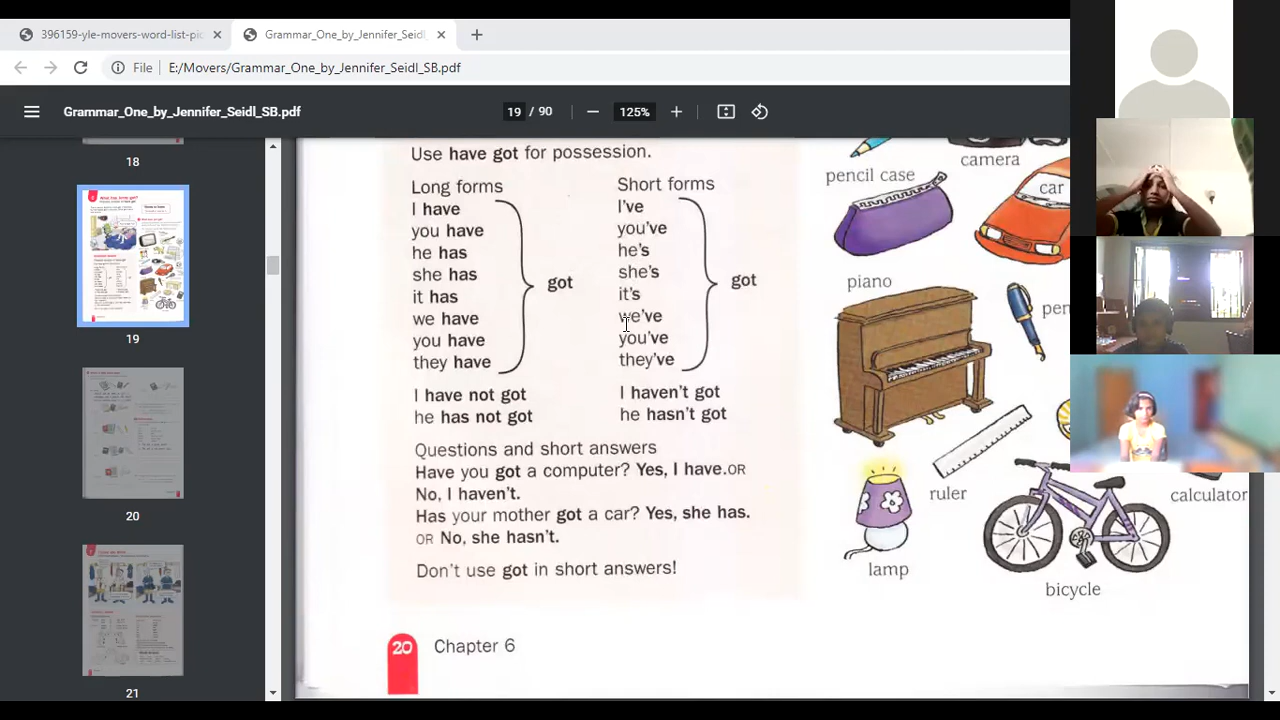 396159-yle-movers-word-list-pic
Grammar_One_by_Jennifer_Seidl
File E:/Movers/Grammar_One_by_Jennifer_Seidl_SB.pdf
Grammar_One_by_Jennifer_Seidl_SB.pdf
19 / 90
125%
18
19
20
21
Use have got for possession.
Long forms
I have
you have
he has
she has
it has
we have
you have
they have
got
Short forms
I've
you've
he's
she's
it's
we've
you've
they've
got
I have not got
he has not got
I haven't got
he hasn't got
Questions and short answers
Have you got a computer? Yes, I have.OR
No, I haven't.
Has your mother got a car? Yes, she has.
OR No, she hasn't.
Don't use got in short answers!
20 Chapter 6
camera
pencil case
car
piano
pen
ruler
calculator
lamp
bicycle